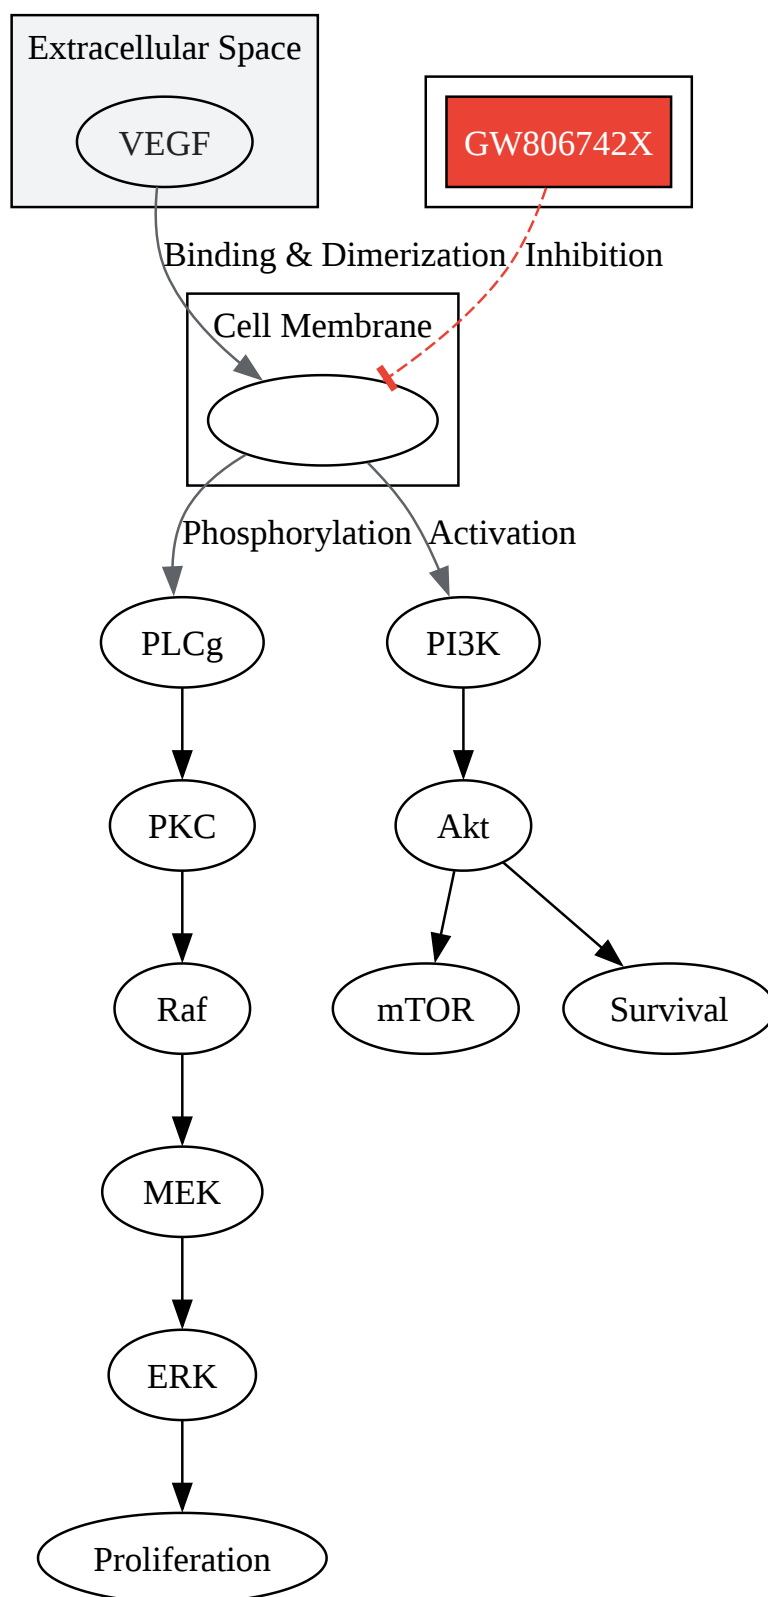 Extracellular Space
VEGF
GW806742X
Binding & Dimerization
Inhibition
Cell Membrane
Phosphorylation
Activation
PLCg
PI3K
PKC
Akt
Raf
mTOR
Survival
MEK
ERK
Proliferation